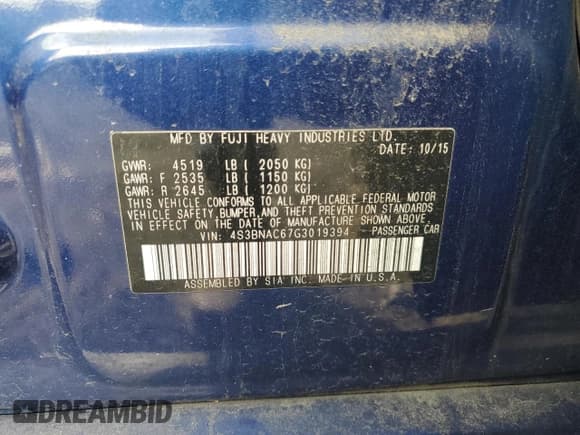 MFD BY FUJI HEAVY INDUSTRIES LTD.
DATE: 10/15
GVWR: 4519 LB ( 2050 KG)
GAWR: F 2535 LB ( 1150 KG)
GAWR: R 2645 LB ( 1200 KG)
THIS VEHICLE CONFORMS TO ALL APPLICABLE FEDERAL MOTOR
VEHICLE SAFETY, BUMPER, AND THEFT PREVENTION STANDARDS
IN EFFECT ON THE DATE OF MANUFACTURE SHOWN ABOVE.
VIN: 4S3BNAC67G3019394 PASSENGER CAR
ASSEMBLED BY SIA INC. MADE IN U.S.A.
DREAMBID